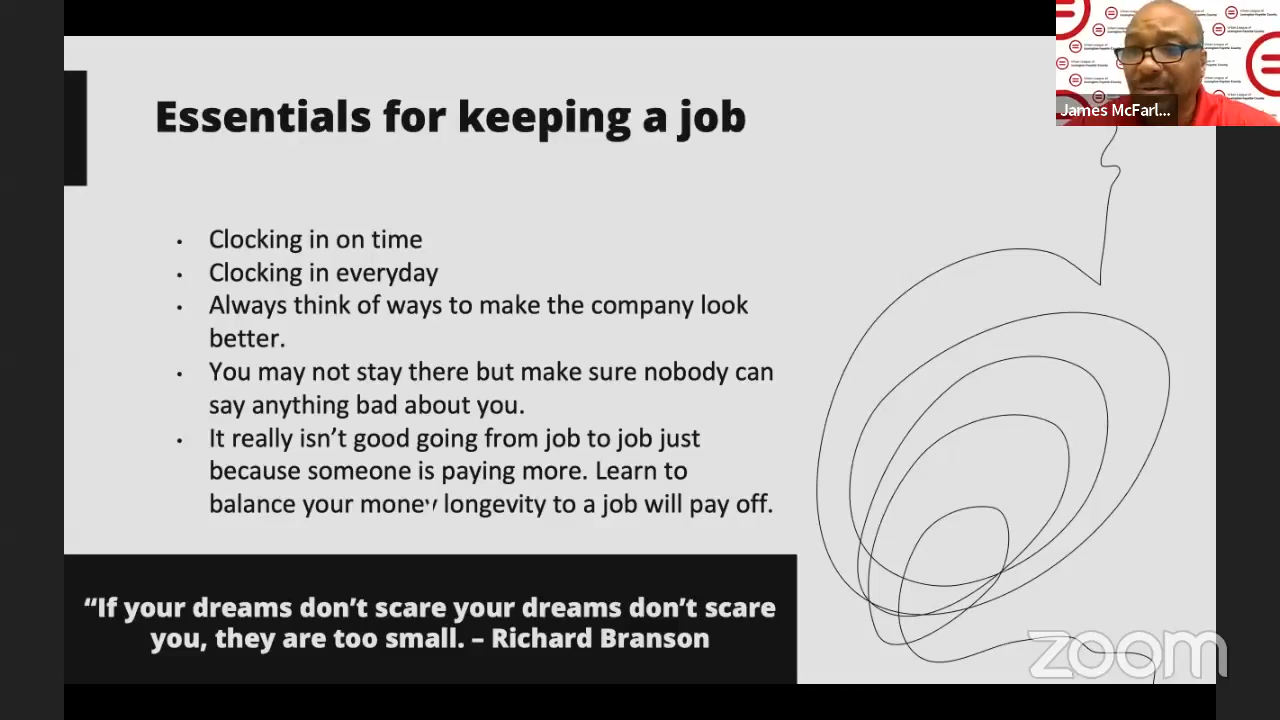 Essentials for keeping a job
• Clocking in on time
• Clocking in everyday
• Always think of ways to make the company look
better.
• You may not stay there but make sure nobody can
say anything bad about you.
• It really isn’t good going from job to job just
because someone is paying more. Learn to
balance your money longevity to a job will pay off.
“If your dreams don’t scare your dreams don’t scare
you, they are too small. – Richard Branson
James McFarl...
zoom